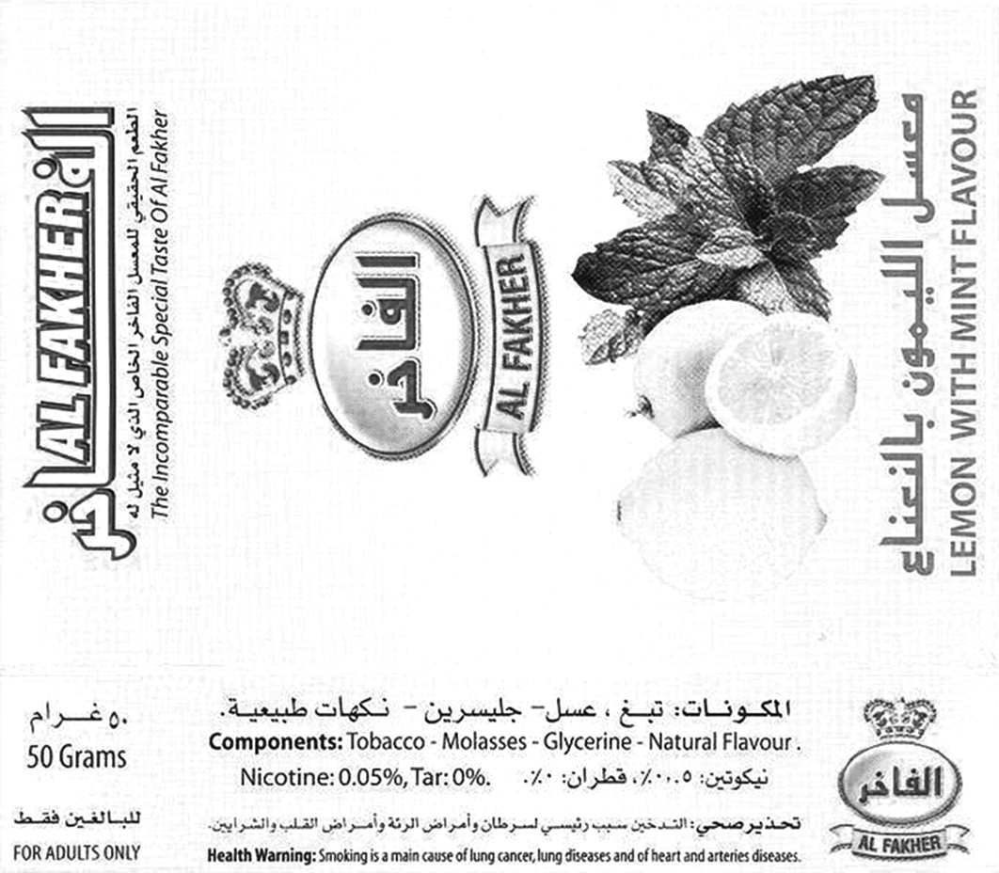 الفاخر
AL FAKHER
الطعم الحقيقي للمعسل الفاخر الخاص الذي لا مثيل له
The Incomparable Special Taste Of Al Fakher
الفاخر
AL FAKHER
معسل الليمون بالنعناع
LEMON WITH MINT FLAVOUR
٥٠ غرام
50 Grams
للبالغين فقط
FOR ADULTS ONLY
المكونات: تبغ ، عسل- جليسرين - نكهات طبيعية.
Components: Tobacco - Molasses - Glycerine - Natural Flavour .
Nicotine: 0.05%, Tar: 0%. نيكوتين: ٠.٠٥٪، قطران: ٠٪.
تحذير صحي: التدخين سبب رئيسي لسرطان وأمراض الرئة وأمراض القلب والشرايين.
Health Warning: Smoking is a main cause of lung cancer, lung diseases and of heart and arteries diseases.
الفاخر
AL FAKHER